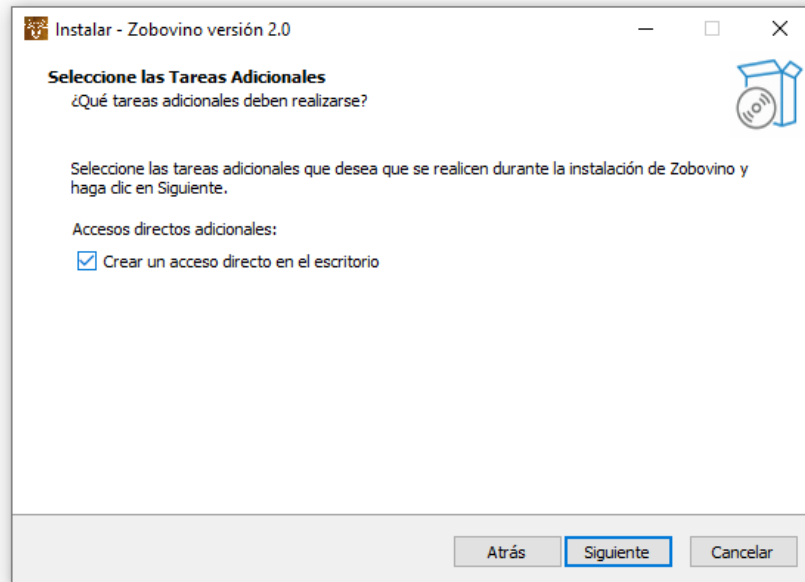 Instalar - Zobovino versión 2.0
Seleccione las Tareas Adicionales
¿Qué tareas adicionales deben realizarse?
Seleccione las tareas adicionales que desea que se realicen durante la instalación de Zobovino y
haga clic en Siguiente.
Accesos directos adicionales:
Crear un acceso directo en el escritorio
Atrás
Siguiente
Cancelar